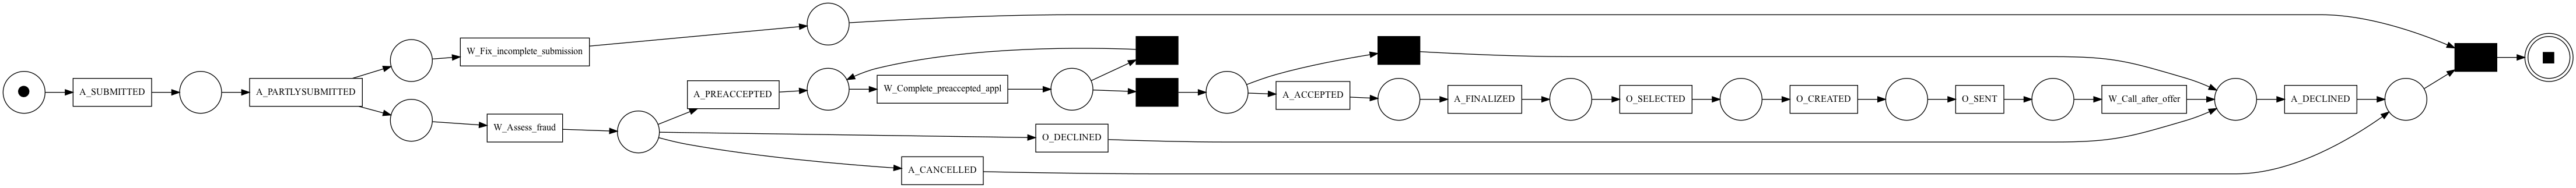 A_SUBMITTED
A_PARTLYSUBMITTED
W_Fix_incomplete_submission
W_Assess_fraud
A_PREACCEPTED
W_Complete_preaccepted_appl
O_DECLINED
A_CANCELLED
A_ACCEPTED
A_FINALIZED
O_SELECTED
O_CREATED
O_SENT
W_Call_after_offer
A_DECLINED